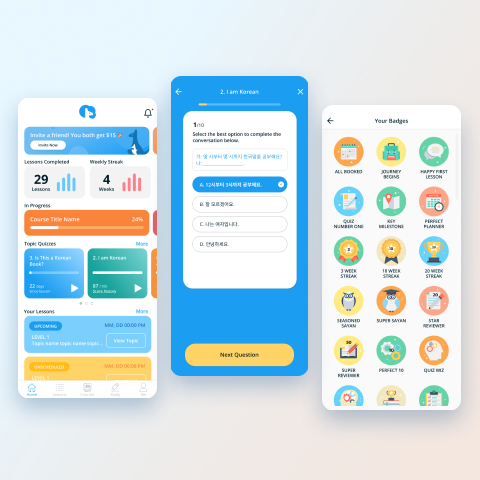 Invite a friend! You both get $15 🎉
Invite Now
Lessons Completed
Weekly Streak
29
Lessons
4
Weeks
In Progress
Course Title Name
24%
Topic Quizzes
More
3. Is This a Korean Book?
2. I am Korean
22 days
97 /100
Your Lessons
More
UPCOMING
MM, DD 00:00 PM
LEVEL 1
Topic name topic name topic...
View Topic
UNSCHEDULED
MM, DD 00:00 PM
LEVEL 1
Home
2. I am Korean
1/10
Select the best option to complete the conversation below.
가: 몇 시부터 몇 시까지 한국말을 공부해요?
나:
A. 12시부터 3시까지 공부해요.
B. 잘 모르겠어요.
C. 나는 여자입니다.
D. 안녕하세요.
Next Question
Your Badges
ALL BOOKED
JOURNEY BEGINS
HAPPY FIRST LESSON
QUIZ NUMBER ONE
KEY MILESTONE
PERFECT PLANNER
3 WEEK STREAK
10 WEEK STREAK
20 WEEK STREAK
SEASONED SAYAN
SUPER SAYAN
STAR REVIEWER
SUPER REVIEWER
PERFECT 10
QUIZ WIZ